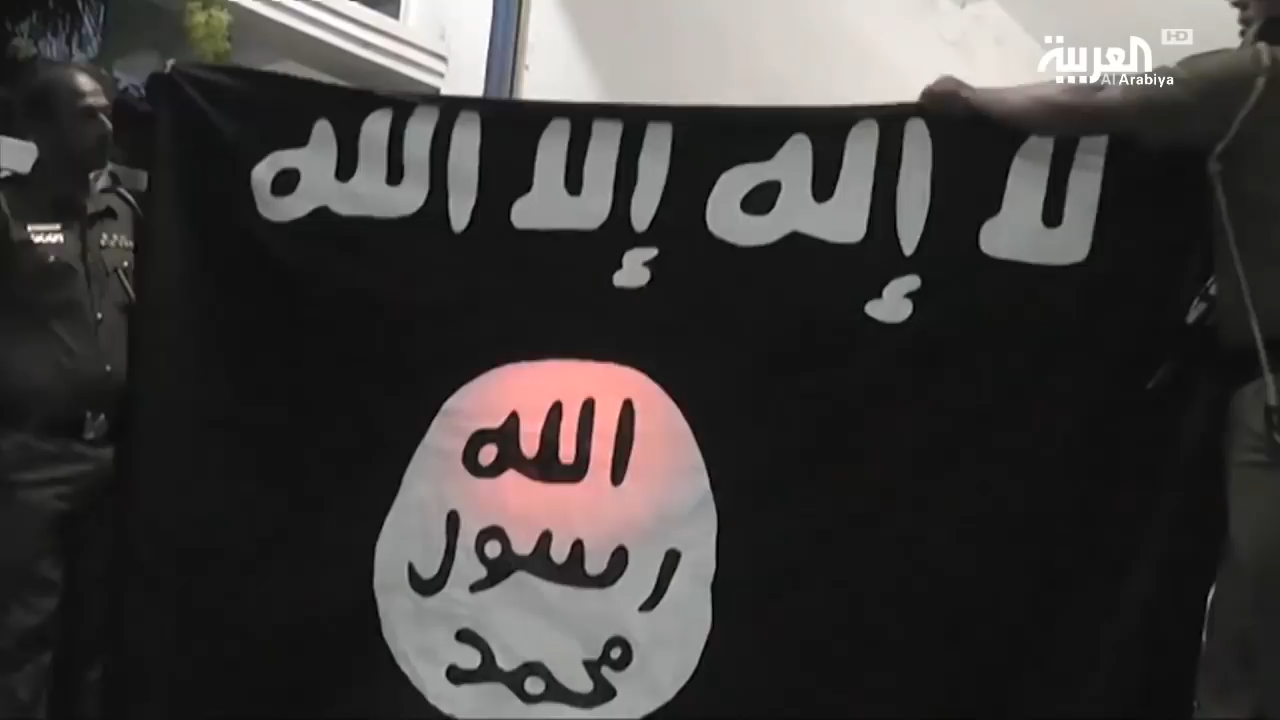 لا إله إلا الله
الله
رسول
محمد
العربية HD
Al Arabiya